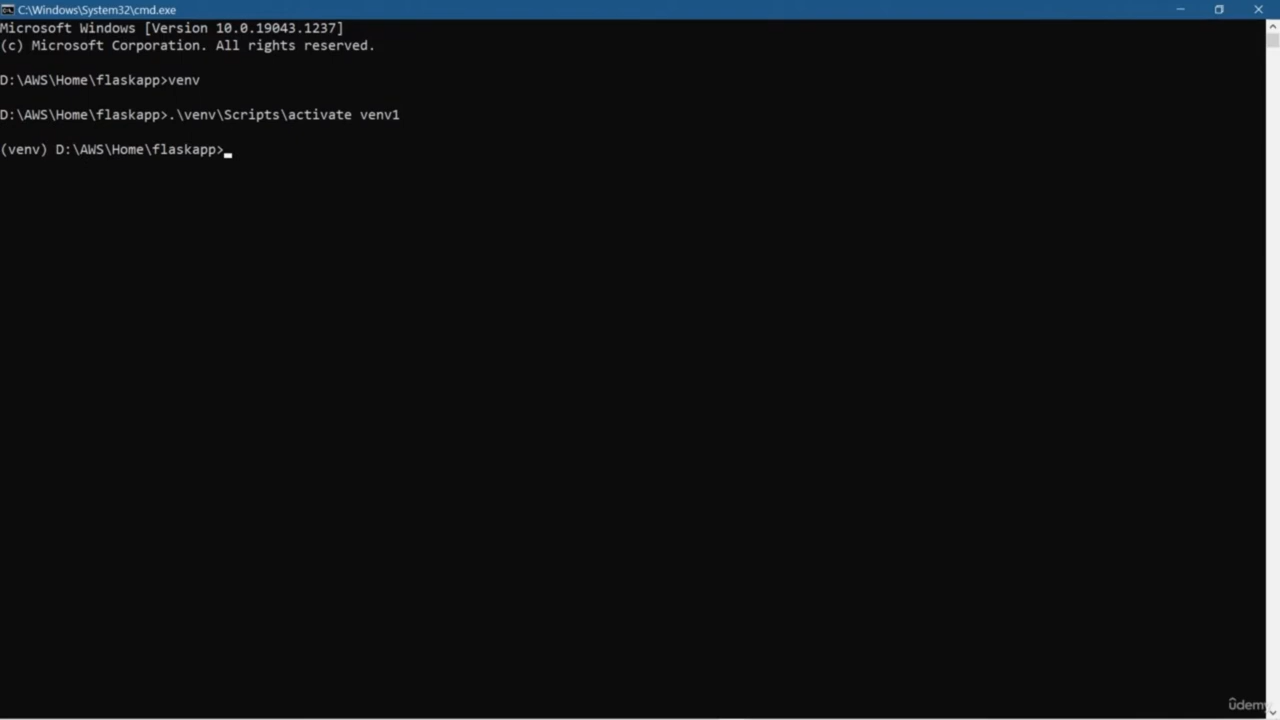 C:\Windows\System32\cmd.exe
Microsoft Windows [Version 10.0.19043.1237]
(c) Microsoft Corporation. All rights reserved.
D:\AWS\Home\flaskapp>venv
D:\AWS\Home\flaskapp>.\venv\Scripts\activate venv1
(venv) D:\AWS\Home\flaskapp>
ûdemy